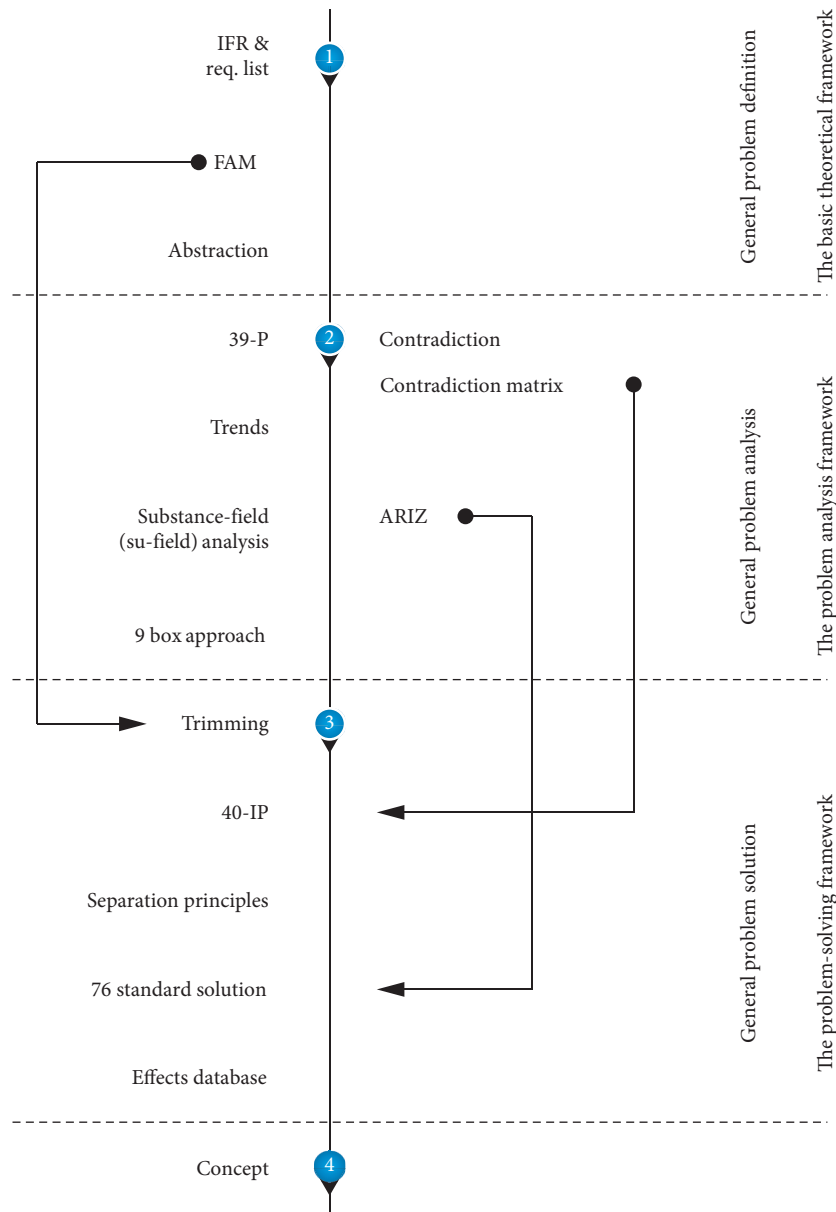 IFR &
req. list
1
FAM
Abstraction
General problem definition
The basic theoretical framework
39-P
2
Contradiction
Contradiction matrix
Trends
Substance-field
(su-field) analysis
ARIZ
9 box approach
General problem analysis
The problem analysis framework
Trimming
3
40-IP
Separation principles
76 standard solution
Effects database
General problem solution
The problem-solving framework
Concept
4